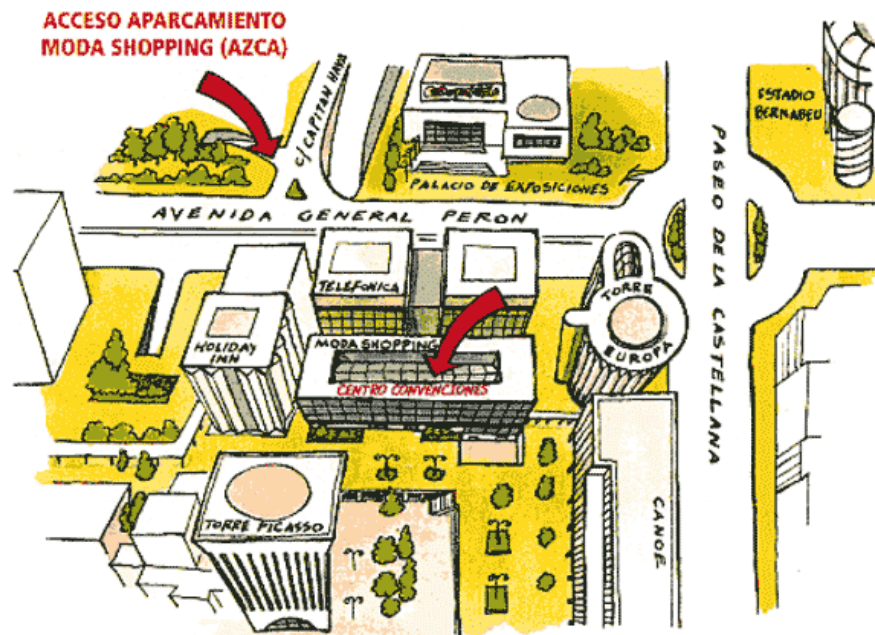 ACCESO APARCAMIENTO
MODA SHOPPING (AZCA)
C/ CAPITAN HAYA
ESTADIO
BERNABEU
PALACIO DE EXPOSICIONES
PASEO DE LA CASTELLANA
AVENIDA GENERAL PERON
TELEFONICA
TORRE
EUROPA
HOLIDAY
INN
MODA SHOPPING
CENTRO CONVENCIONES
TORRE PICASSO
CANOE